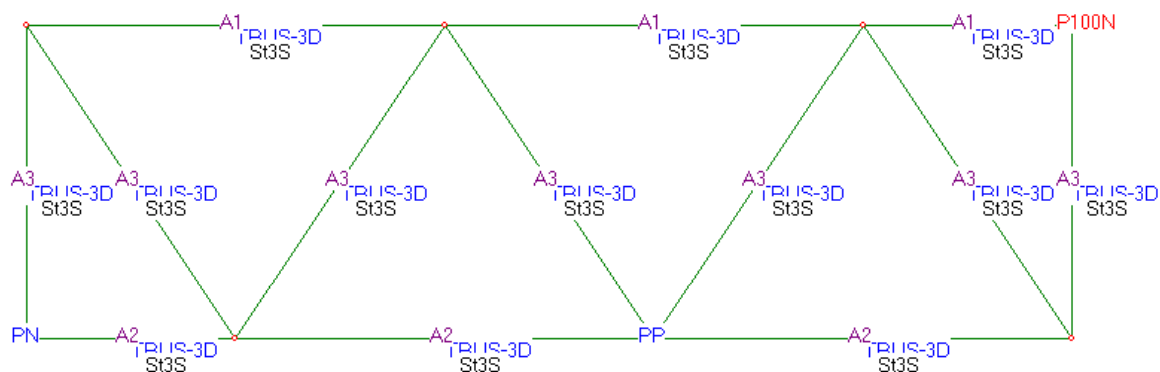 A1 A1 A1 P100N
TRUS-3D TRUS-3D TRUS-3D
St3S St3S St3S
A3 A3 A3 A3 A3 A3 A3
TRUS-3D TRUS-3D TRUS-3D TRUS-3D TRUS-3D TRUS-3D TRUS-3D
St3S St3S St3S St3S St3S St3S St3S
PN A2 A2 PP A2
TRUS-3D TRUS-3D TRUS-3D
St3S St3S St3S